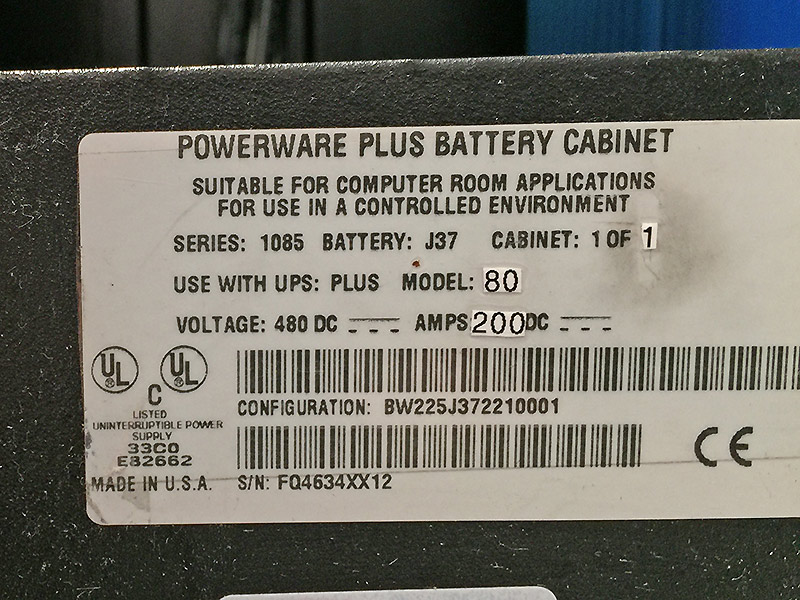 POWERWARE PLUS BATTERY CABINET
SUITABLE FOR COMPUTER ROOM APPLICATIONS
FOR USE IN A CONTROLLED ENVIRONMENT
SERIES: 1085 BATTERY: J37 CABINET: 1 OF 1
USE WITH UPS: PLUS MODEL: 80
VOLTAGE: 480 DC AMPS 200 DC
UL UL
C
LISTED
UNINTERRUPTIBLE POWER
SUPPLY
33C0
E82662
MADE IN U.S.A.
CONFIGURATION: BW225J372210001
S/N: FQ4634XX12
CE